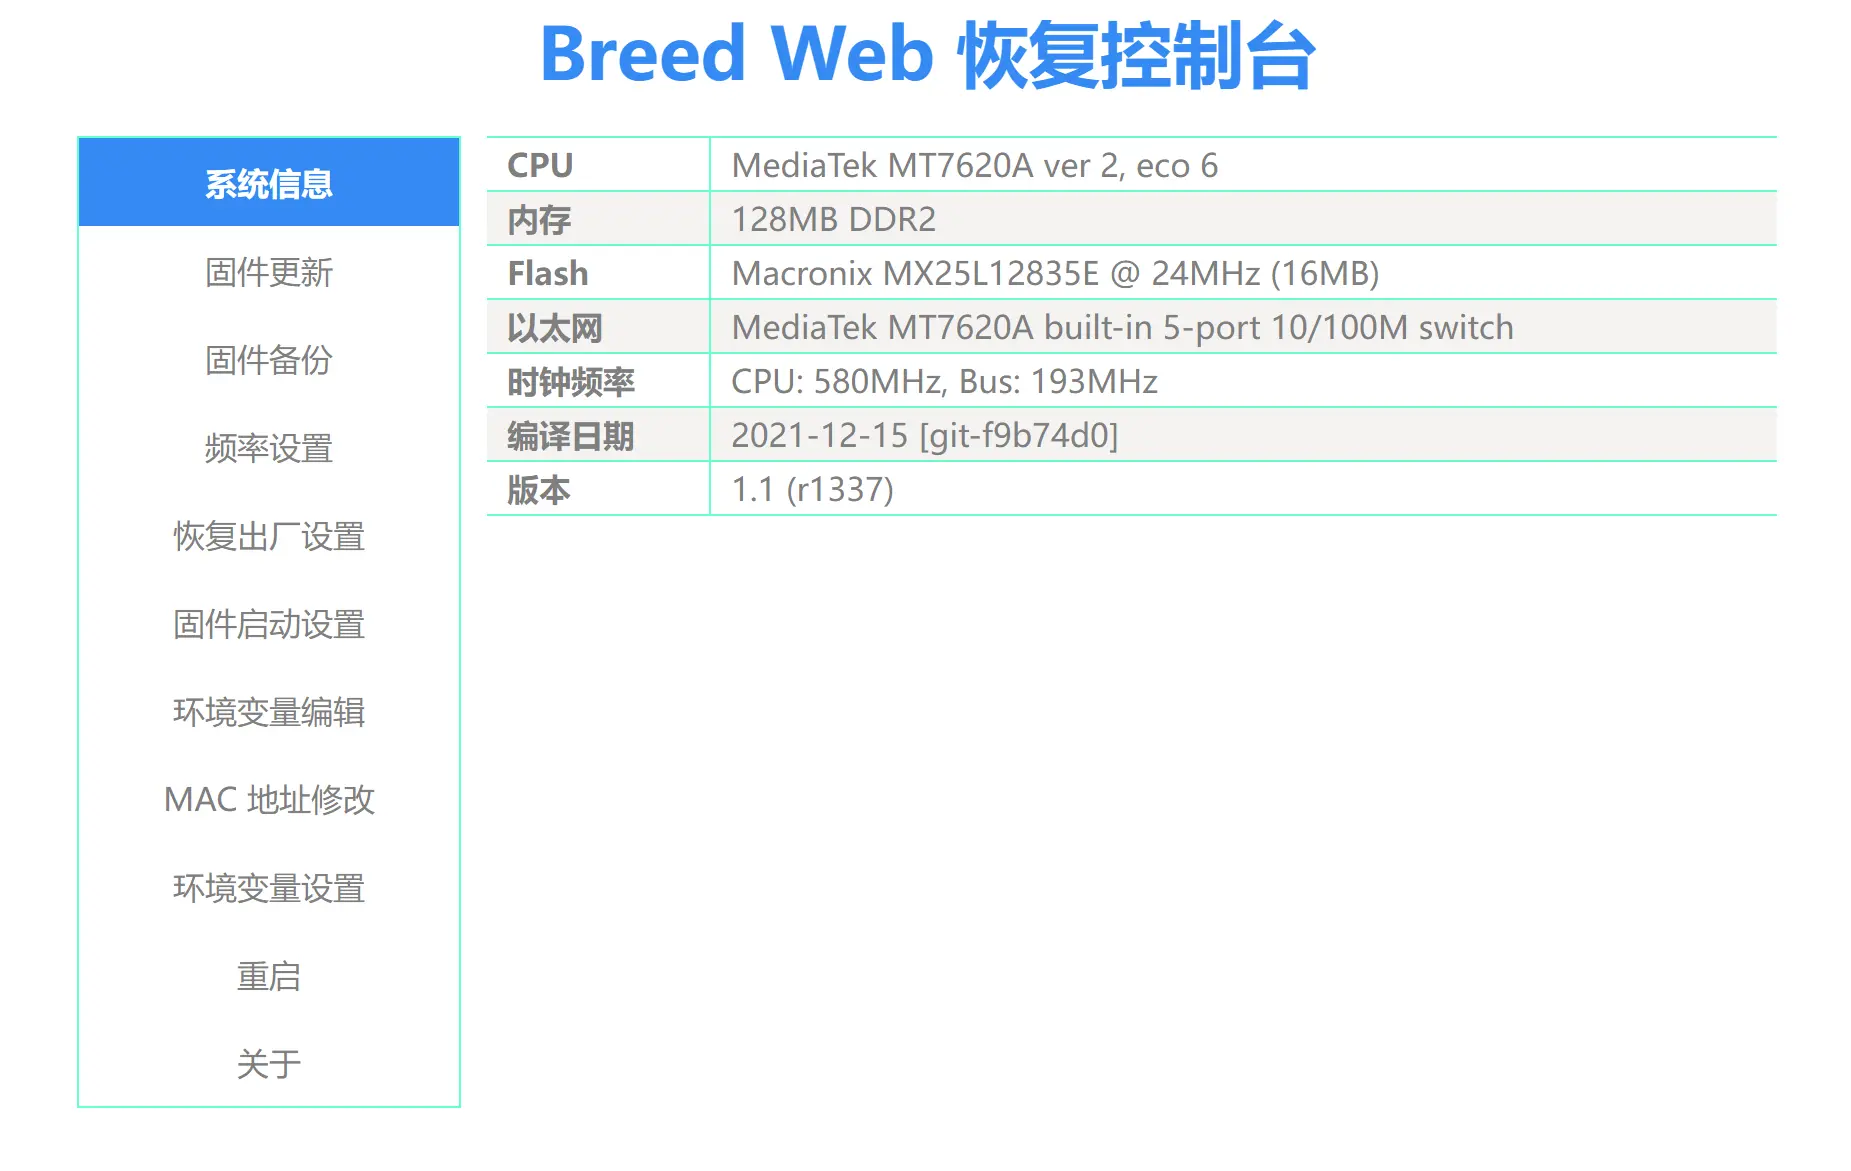 Breed Web 恢复控制台
系统信息
固件更新
固件备份
频率设置
恢复出厂设置
固件启动设置
环境变量编辑
MAC 地址修改
环境变量设置
重启
关于
CPU MediaTek MT7620A ver 2, eco 6
内存 128MB DDR2
Flash Macronix MX25L12835E @ 24MHz (16MB)
以太网 MediaTek MT7620A built-in 5-port 10/100M switch
时钟频率 CPU: 580MHz, Bus: 193MHz
编译日期 2021-12-15 [git-f9b74d0]
版本 1.1 (r1337)